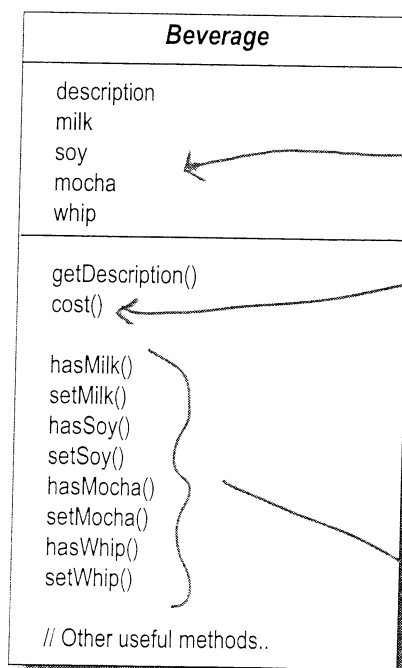 Beverage
description
milk
soy
mocha
whip
getDescription()
cost()
hasMilk()
setMilk()
hasSoy()
setSoy()
hasMocha()
setMocha()
hasWhip()
setWhip()
// Other useful methods..